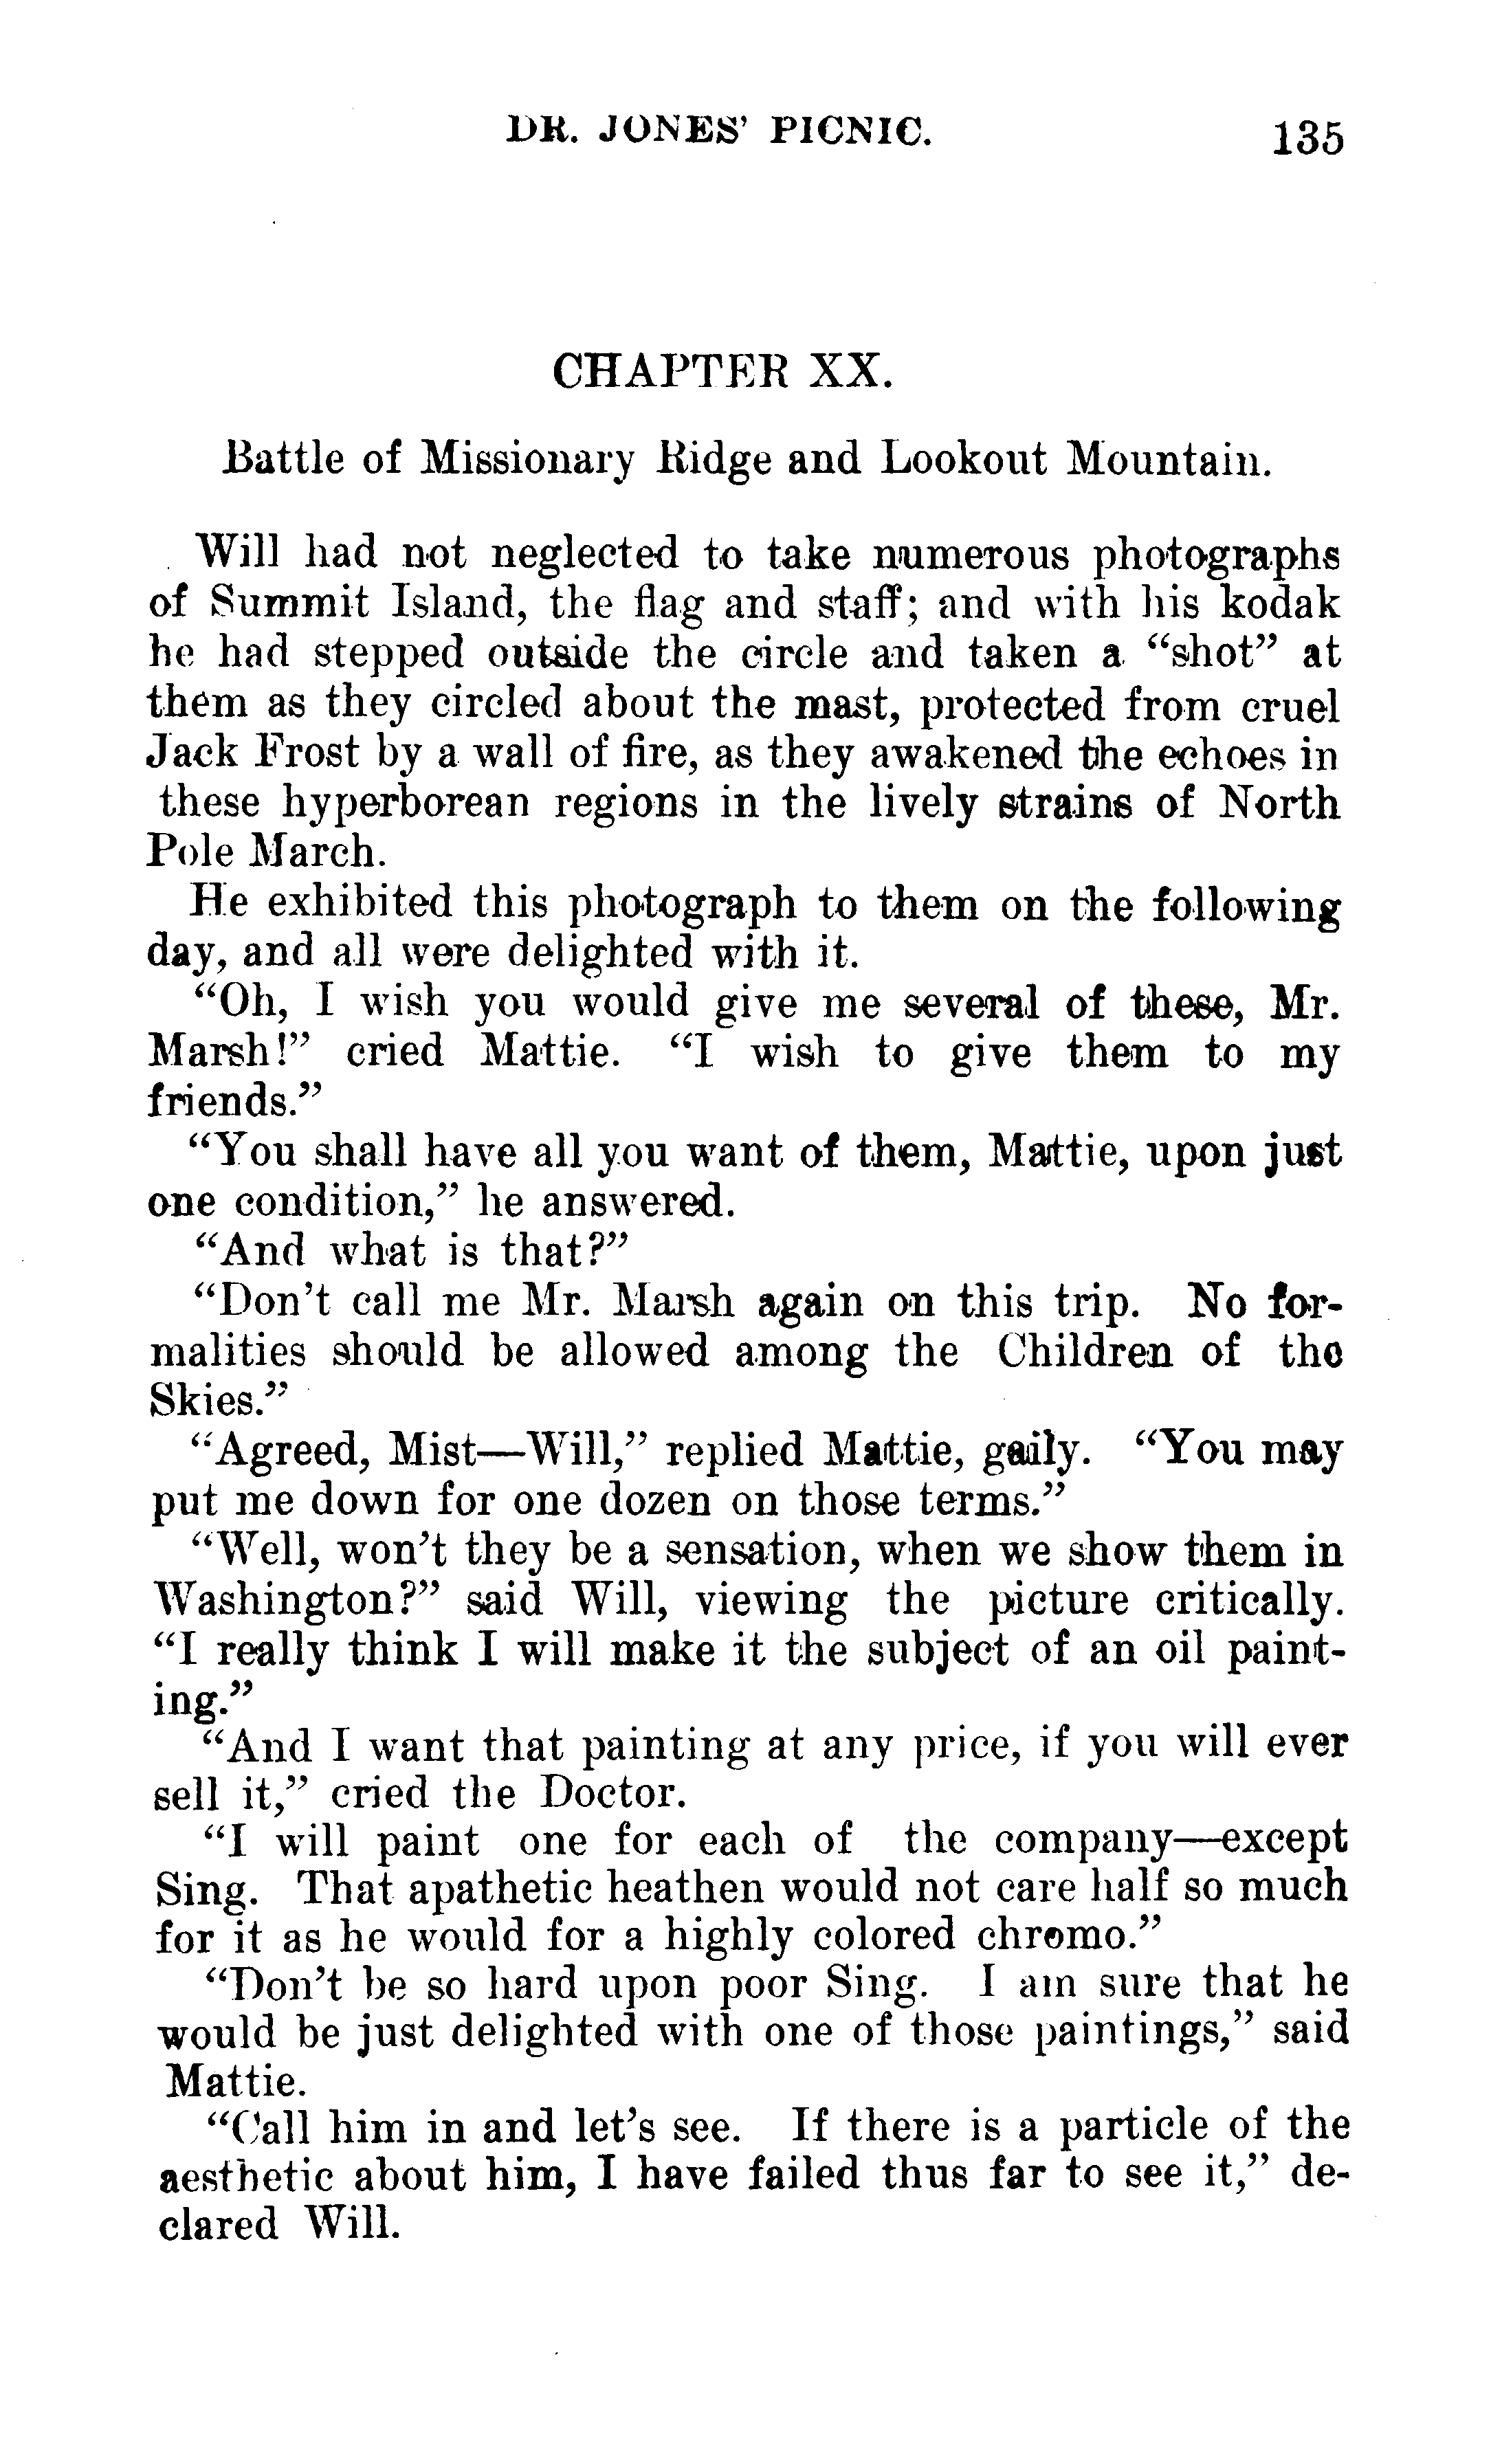 DR. JONES' PICNIC. 135
CHAPTER XX.
Battle of Missionary Ridge and Lookout Mountain.
Will had not neglected to take numerous photographs
of Summit Island, the flag and staff; and with his kodak
he had stepped outside the circle and taken a "shot" at
them as they circled about the mast, protected from cruel
Jack Frost by a wall of fire, as they awakened the echoes in
these hyperborean regions in the lively strains of North
Pole March.
He exhibited this photograph to them on the following
day, and all were delighted with it.
"Oh, I wish you would give me several of these, Mr.
Marsh!" cried Mattie. "I wish to give them to my
friends."
"You shall have all you want of them, Mattie, upon just
one condition," he answered.
"And what is that?"
"Don't call me Mr. Marsh again on this trip. No for-
malities should be allowed among the Children of the
Skies."
"Agreed, Mist—Will," replied Mattie, gaily. "You may
put me down for one dozen on those terms."
"Well, won't they be a sensation, when we show them in
Washington?" said Will, viewing the picture critically.
"I really think I will make it the subject of an oil paint-
ing."
"And I want that painting at any price, if you will ever
sell it," cried the Doctor.
"I will paint one for each of the company—except
Sing. That apathetic heathen would not care half so much
for it as he would for a highly colored chromo."
"Don't be so hard upon poor Sing. I am sure that he
would be just delighted with one of those paintings," said
Mattie.
"Call him in and let's see. If there is a particle of the
aesthetic about him, I have failed thus far to see it," de-
clared Will.